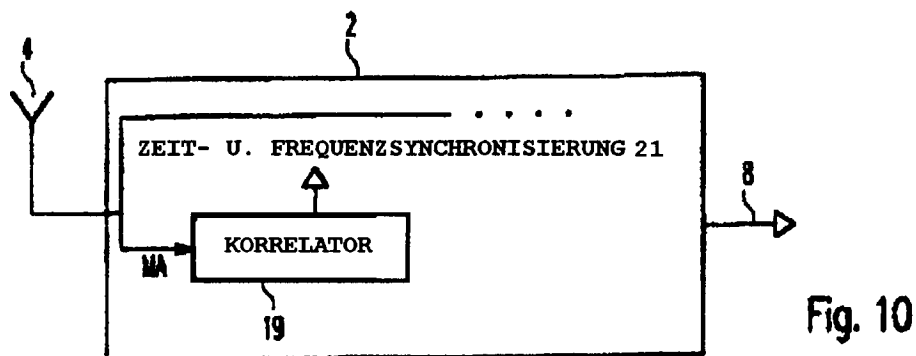 2
4
. . . .
ZEIT- U. FREQUENZSYNCHRONISIERUNG 21
8
KORRELATOR
MA
19
Fig. 10